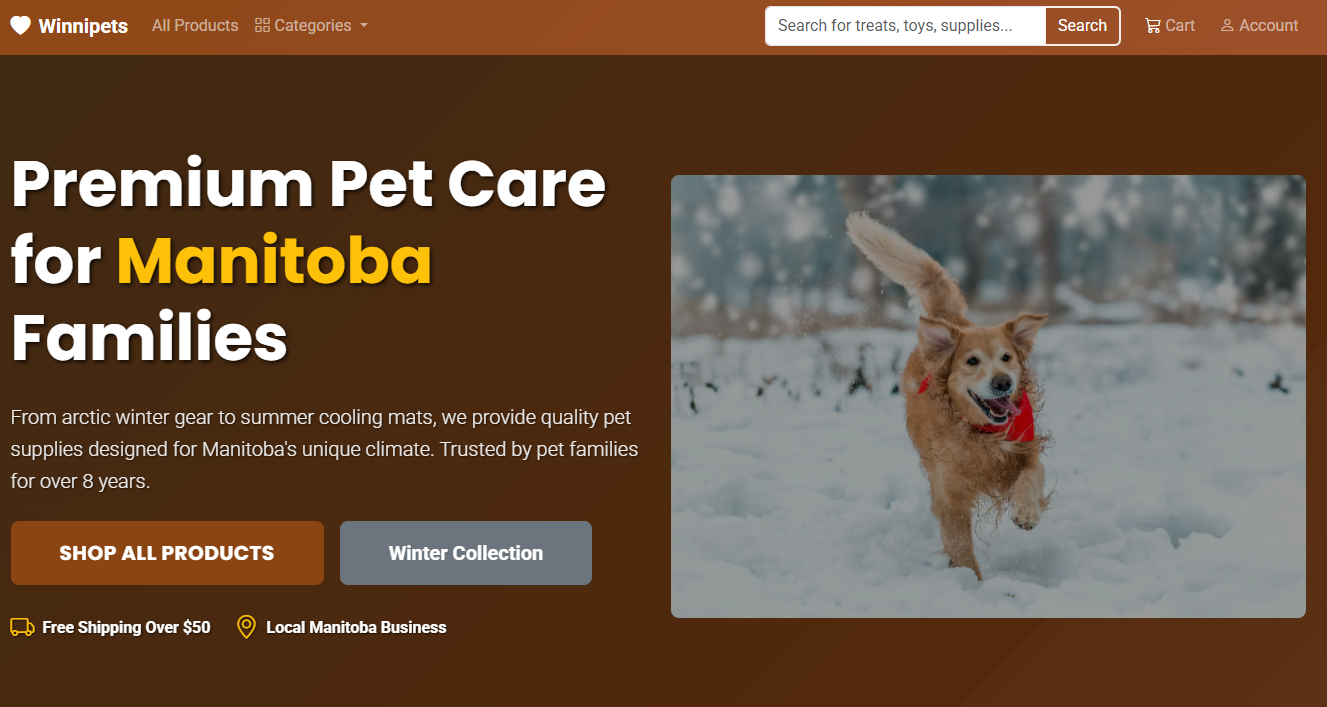 Winnipets
All Products
Categories
Search for treats, toys, supplies...
Search
Cart
Account
Premium Pet Care
for Manitoba
Families
From arctic winter gear to summer cooling mats, we provide quality pet
supplies designed for Manitoba's unique climate. Trusted by pet families
for over 8 years.
SHOP ALL PRODUCTS
Winter Collection
Free Shipping Over $50
Local Manitoba Business